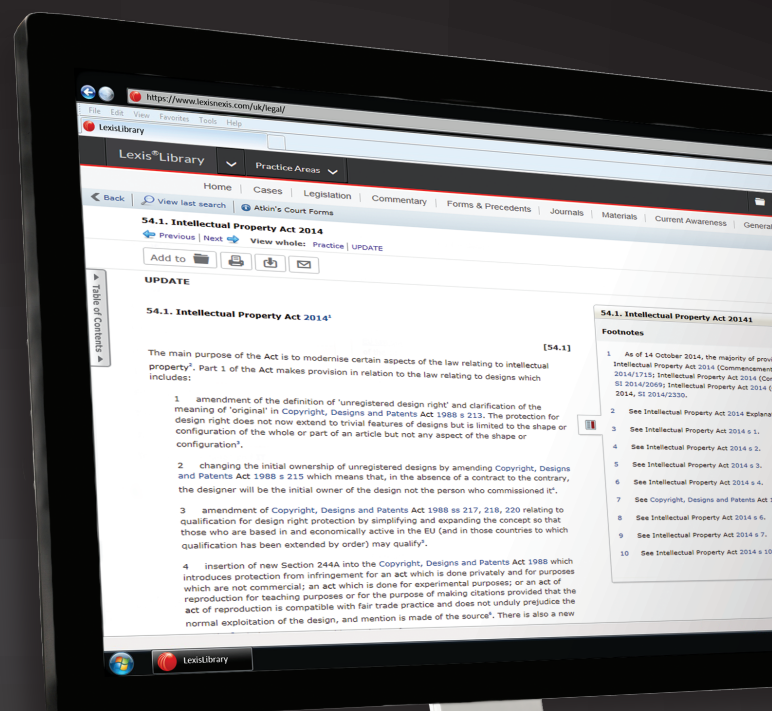 https://www.lexisnexis.com/uk/legal/
File Edit View Favorites Tools Help
LexisLibrary
Lexis®Library
Practice Areas
Home | Cases | Legislation | Commentary | Forms & Precedents | Journals | Materials | Current Awareness | General
Back
View last search
Atkin's Court Forms
54.1. Intellectual Property Act 2014
Previous | Next View whole: Practice | UPDATE
Add to
Table of Contents
UPDATE
54.1. Intellectual Property Act 2014¹
[54.1]
The main purpose of the Act is to modernise certain aspects of the law relating to intellectual
property². Part 1 of the Act makes provision in relation to the law relating to designs which
includes:
1 amendment of the definition of 'unregistered design right' and clarification of the
meaning of 'original' in Copyright, Designs and Patents Act 1988 s 213. The protection for
design right does not now extend to trivial features of designs but is limited to the shape or
configuration of the whole or part of an article but not any aspect of the shape or
configuration³.
2 changing the initial ownership of unregistered designs by amending Copyright, Designs
and Patents Act 1988 s 215 which means that, in the absence of a contract to the contrary,
the designer will be the initial owner of the design not the person who commissioned it⁴.
3 amendment of Copyright, Designs and Patents Act 1988 ss 217, 218, 220 relating to
qualification for design right protection by simplifying and expanding the concept so that
those who are based in and economically active in the EU (and in those countries to which
qualification has been extended by order) may qualify⁵.
4 insertion of new Section 244A into the Copyright, Designs and Patents Act 1988 which
introduces protection from infringement for an act which is done privately and for purposes
which are not commercial; an act which is done for experimental purposes; or an act of
reproduction for teaching purposes or for the purpose of making citations provided that the
act of reproduction is compatible with fair trade practice and does not unduly prejudice the
normal exploitation of the design, and mention is made of the source⁶. There is also a new
54.1. Intellectual Property Act 20141
Footnotes
1 As of 14 October 2014, the majority of provi
Intellectual Property Act 2014 (Commencement
2014/1715; Intellectual Property Act 2014 (Co
SI 2014/2069; Intellectual Property Act 2014 (
2014, SI 2014/2330.
2 See Intellectual Property Act 2014 Explana
3 See Intellectual Property Act 2014 s 1.
4 See Intellectual Property Act 2014 s 2.
5 See Intellectual Property Act 2014 s 3.
6 See Intellectual Property Act 2014 s 4.
7 See Copyright, Designs and Patents Act 1
8 See Intellectual Property Act 2014 s 6.
9 See Intellectual Property Act 2014 s 7.
10 See Intellectual Property Act 2014 s 10
LexisLibrary